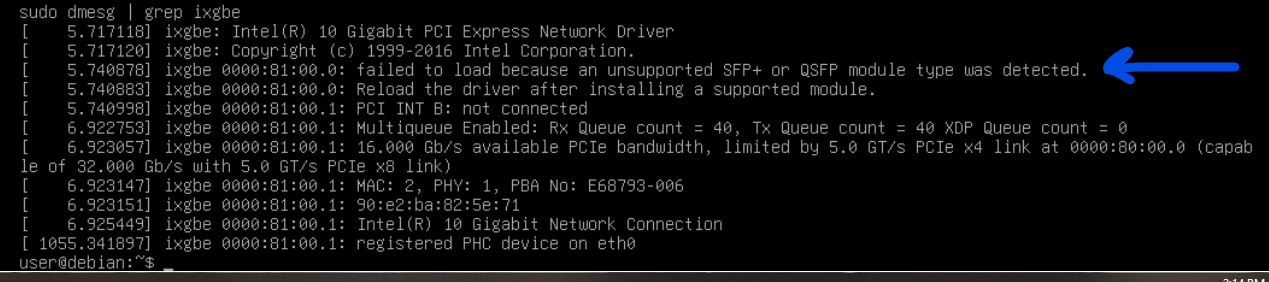 sudo dmesg | grep ixgbe
[    5.717118] ixgbe: Intel(R) 10 Gigabit PCI Express Network Driver
[    5.717120] ixgbe: Copyright (c) 1999-2016 Intel Corporation.
[    5.740878] ixgbe 0000:81:00.0: failed to load because an unsupported SFP+ or QSFP module type was detected.
[    5.740883] ixgbe 0000:81:00.0: Reload the driver after installing a supported module.
[    5.740998] ixgbe 0000:81:00.1: PCI INT B: not connected
[    6.922753] ixgbe 0000:81:00.1: Multiqueue Enabled: Rx Queue count = 40, Tx Queue count = 40 XDP Queue count = 0
[    6.923057] ixgbe 0000:81:00.1: 16.000 Gb/s available PCIe bandwidth, limited by 5.0 GT/s PCIe x4 link at 0000:80:00.0 (capab
le of 32.000 Gb/s with 5.0 GT/s PCIe x8 link)
[    6.923147] ixgbe 0000:81:00.1: MAC: 2, PHY: 1, PBA No: E68793-006
[    6.923151] ixgbe 0000:81:00.1: 90:e2:ba:82:5e:71
[    6.925449] ixgbe 0000:81:00.1: Intel(R) 10 Gigabit Network Connection
[ 1055.341897] ixgbe 0000:81:00.1: registered PHC device on eth0
user@debian:~$ _